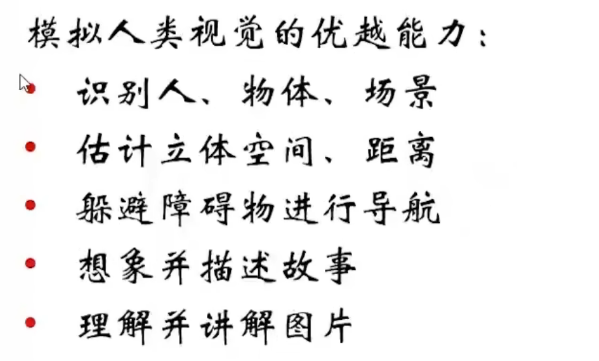 模拟人类视觉的优越能力：
• 识别人、物体、场景
• 估计立体空间、距离
• 躲避障碍物进行导航
• 想象并描述故事
• 理解并讲解图片